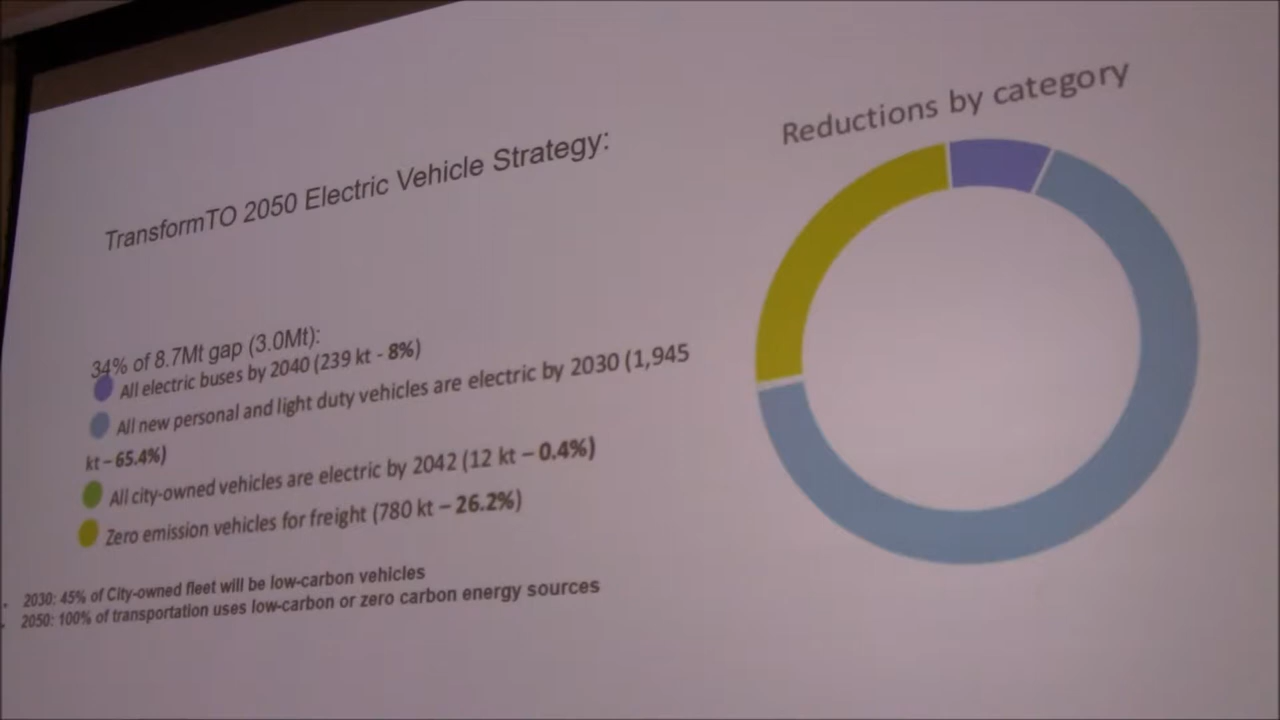 TransformTO 2050 Electric Vehicle Strategy:
Reductions by category
34% of 8.7Mt gap (3.0Mt):
All electric buses by 2040 (239 kt - 8%)
All new personal and light duty vehicles are electric by 2030 (1,945
kt – 65.4%)
All city-owned vehicles are electric by 2042 (12 kt – 0.4%)
Zero emission vehicles for freight (780 kt – 26.2%)
• 2030: 45% of City-owned fleet will be low-carbon vehicles
• 2050: 100% of transportation uses low-carbon or zero carbon energy sources